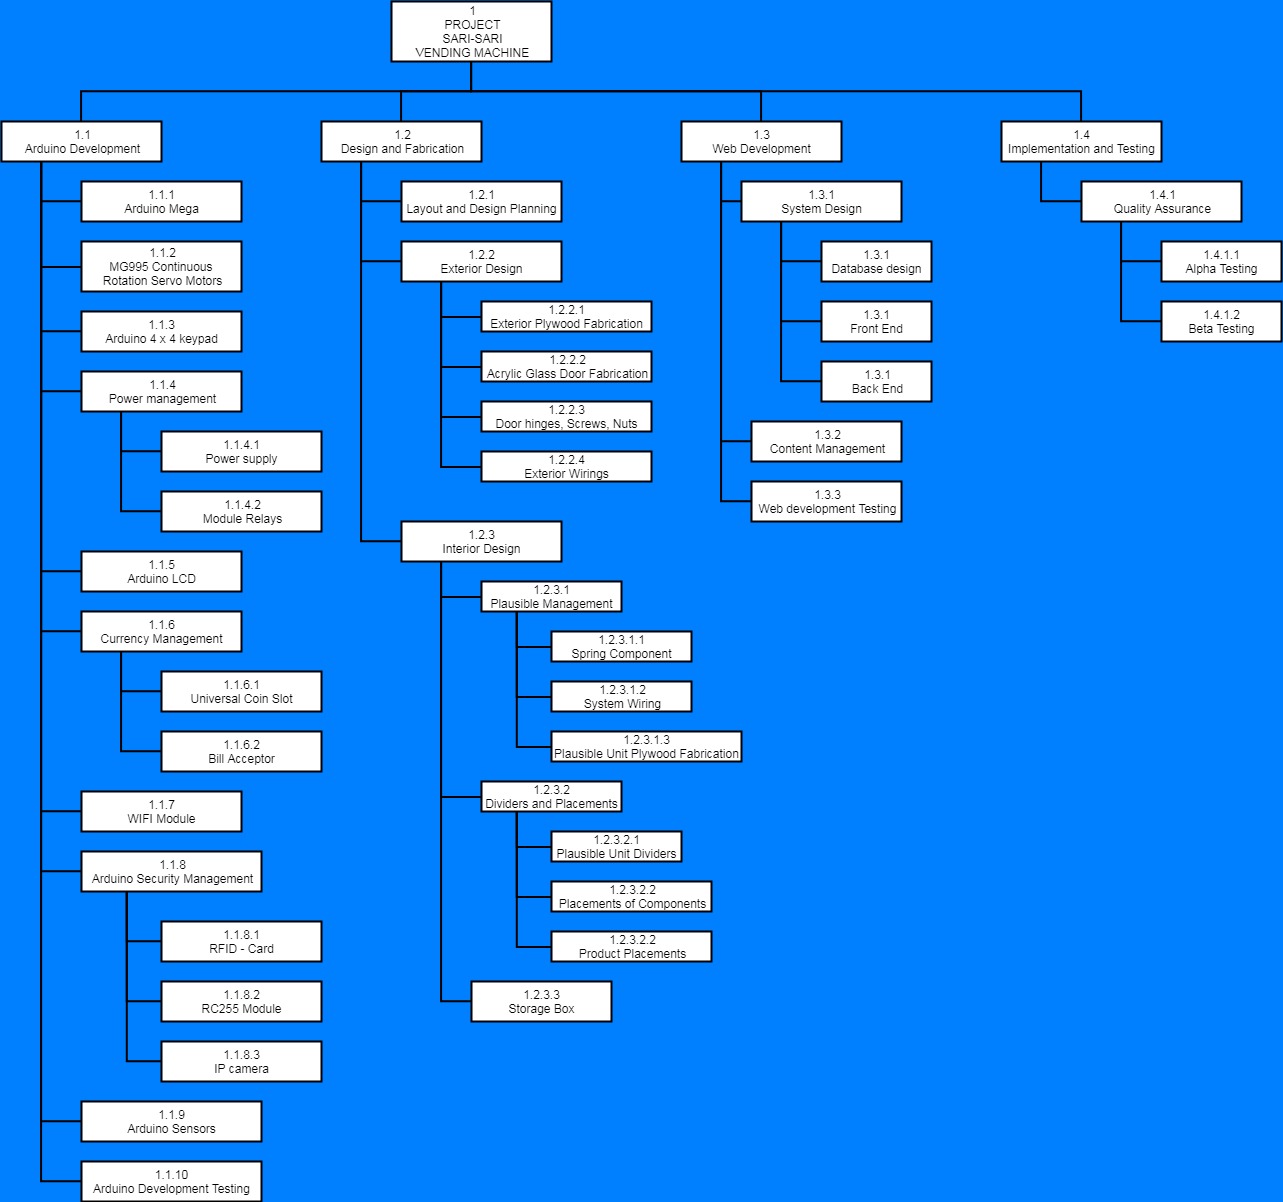 1
PROJECT
SARI-SARI
VENDING MACHINE
1.1
Arduino Development
1.1.1
Arduino Mega
1.1.2
MG995 Continuous
Rotation Servo Motors
1.1.3
Arduino 4 x 4 keypad
1.1.4
Power management
1.1.4.1
Power supply
1.1.4.2
Module Relays
1.1.5
Arduino LCD
1.1.6
Currency Management
1.1.6.1
Universal Coin Slot
1.1.6.2
Bill Acceptor
1.1.7
WIFI Module
1.1.8
Arduino Security Management
1.1.8.1
RFID - Card
1.1.8.2
RC255 Module
1.1.8.3
IP camera
1.1.9
Arduino Sensors
1.1.10
Arduino Development Testing
1.2
Design and Fabrication
1.2.1
Layout and Design Planning
1.2.2
Exterior Design
1.2.2.1
Exterior Plywood Fabrication
1.2.2.2
Acrylic Glass Door Fabrication
1.2.2.3
Door hinges, Screws, Nuts
1.2.2.4
Exterior Wirings
1.2.3
Interior Design
1.2.3.1
Plausible Management
1.2.3.1.1
Spring Component
1.2.3.1.2
System Wiring
1.2.3.1.3
Plausible Unit Plywood Fabrication
1.2.3.2
Dividers and Placements
1.2.3.2.1
Plausible Unit Dividers
1.2.3.2.2
Placements of Components
1.2.3.2.2
Product Placements
1.2.3.3
Storage Box
1.3
Web Development
1.3.1
System Design
1.3.1
Database design
1.3.1
Front End
1.3.1
Back End
1.3.2
Content Management
1.3.3
Web development Testing
1.4
Implementation and Testing
1.4.1
Quality Assurance
1.4.1.1
Alpha Testing
1.4.1.2
Beta Testing